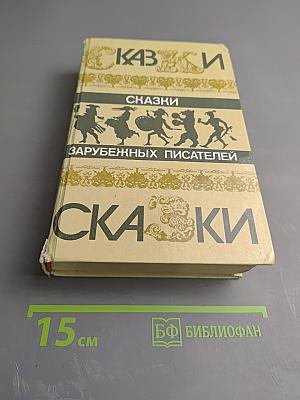 СКАЗКИ
СКАЗКИ
ЗАРУБЕЖНЫХ ПИСАТЕЛЕЙ
СКАЗКИ
15 см
БФ БИБЛИОФАН